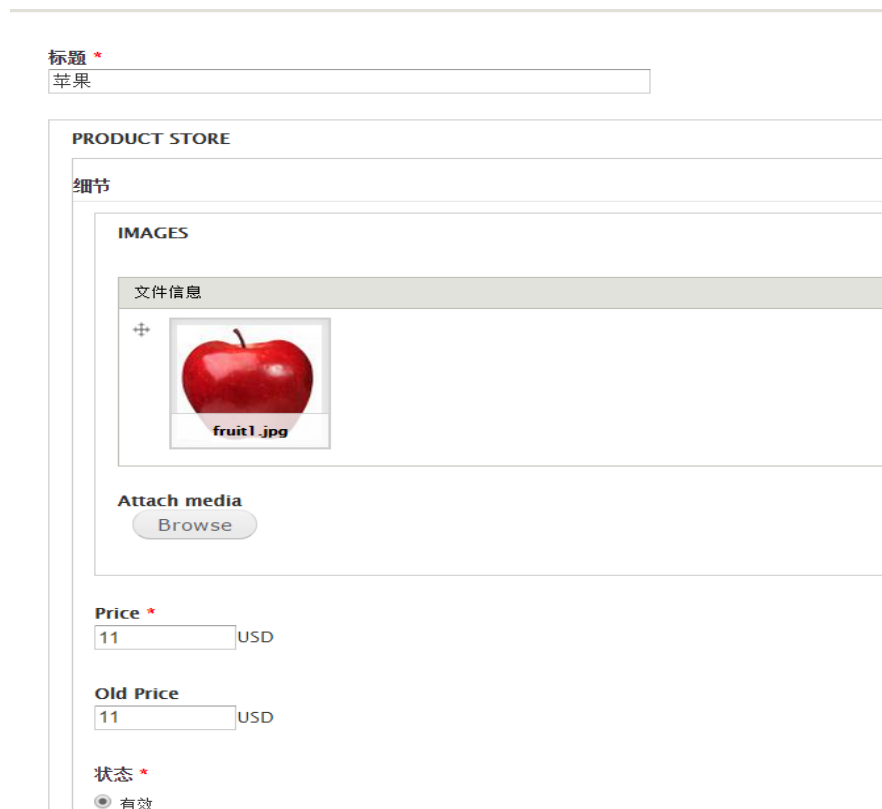 标题 *
苹果
PRODUCT STORE
细节
IMAGES
文件信息
fruit1.jpg
Attach media
Browse
Price *
11 USD
Old Price
11 USD
状态 *
有效